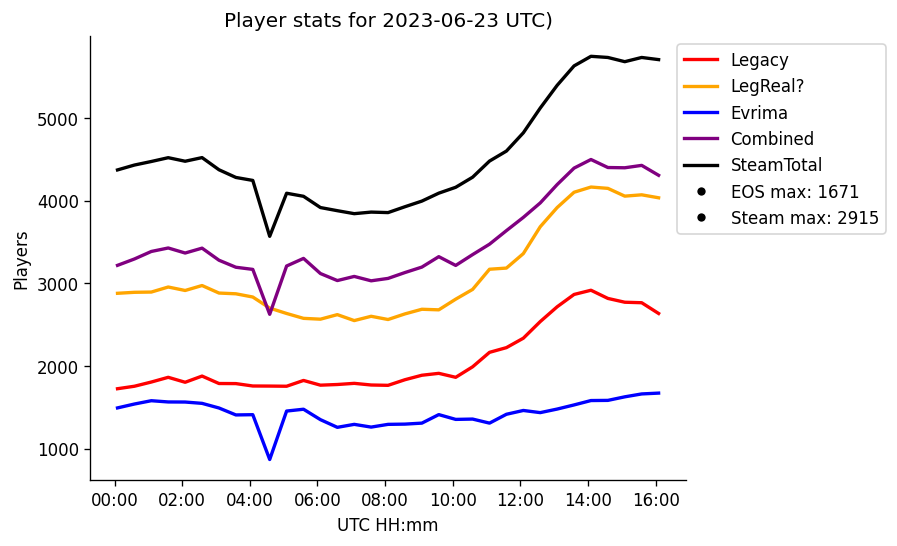 Player stats for 2023-06-23 UTC)
Players
5000
4000
3000
2000
1000
00:00 02:00 04:00 06:00 08:00 10:00 12:00 14:00 16:00
UTC HH:mm
Legacy
LegReal?
Evrima
Combined
SteamTotal
EOS max: 1671
Steam max: 2915